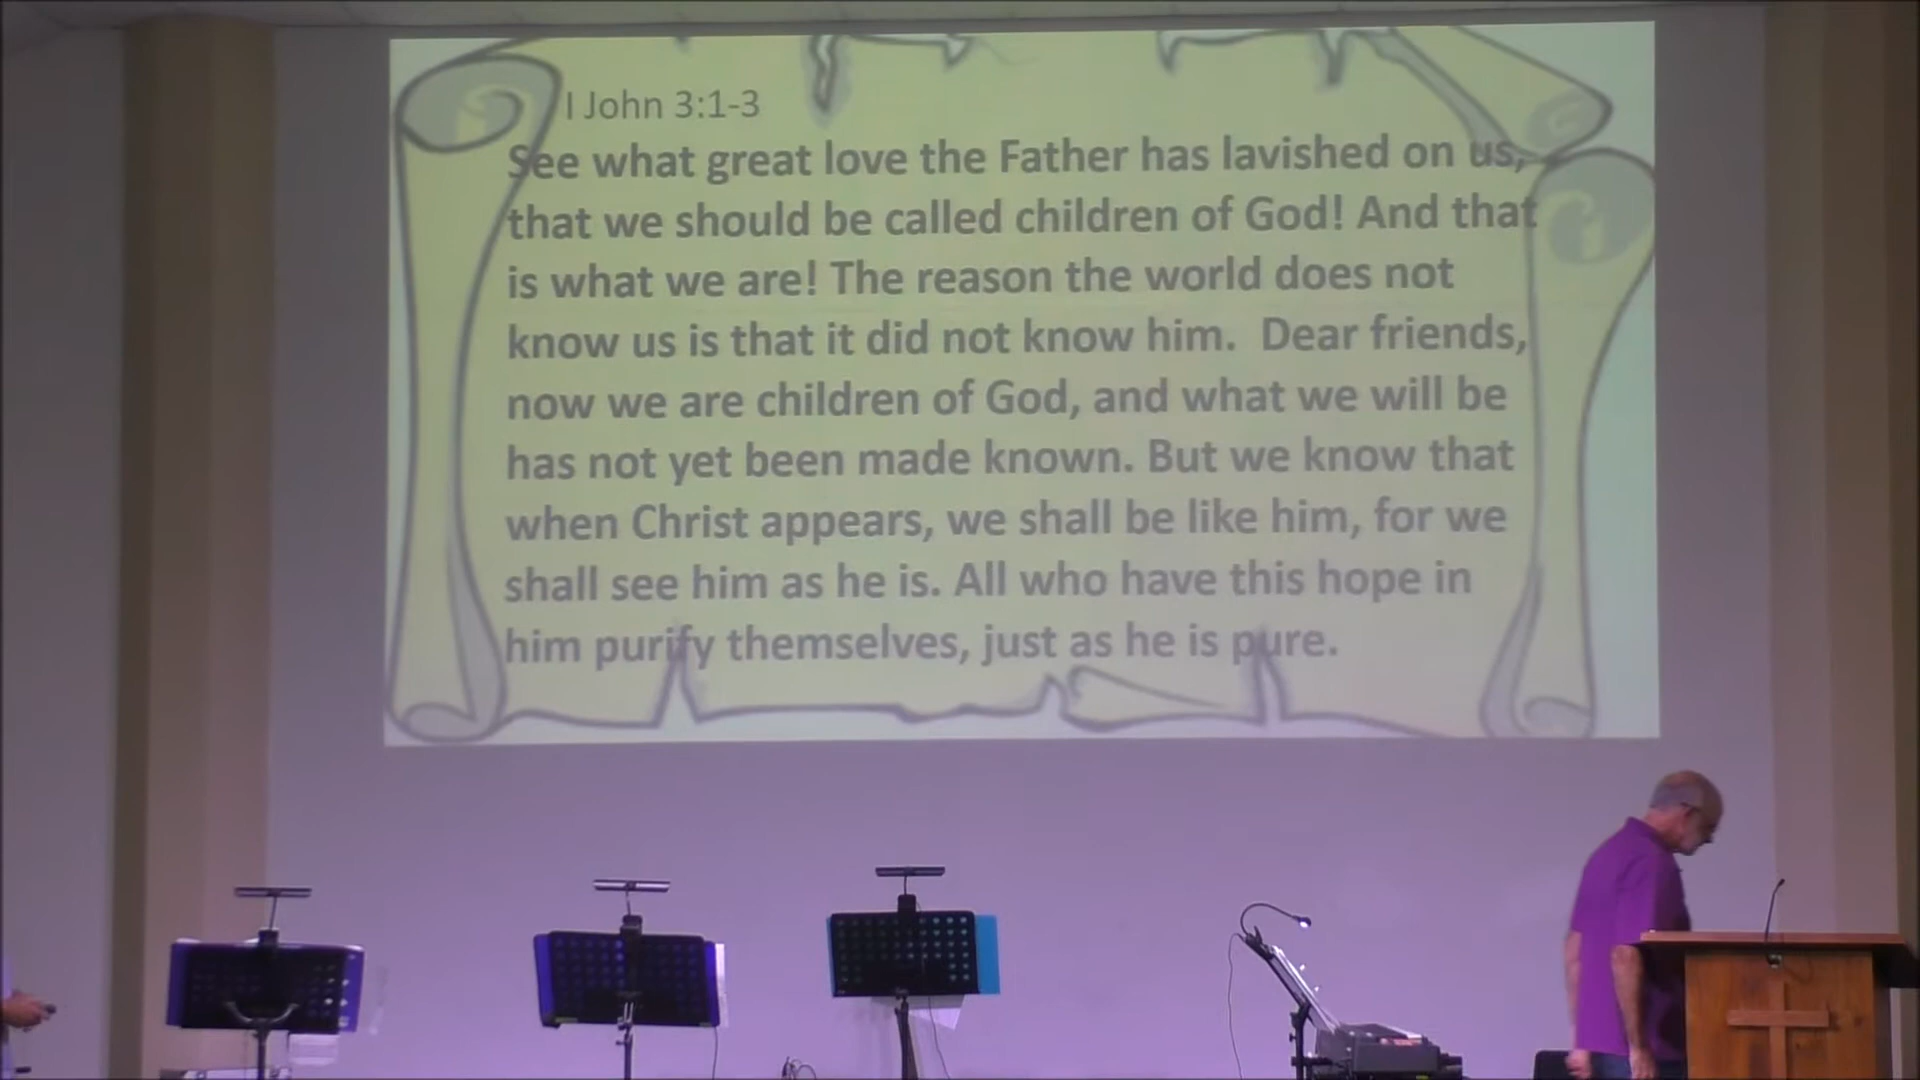 I John 3:1-3
See what great love the Father has lavished on us,
that we should be called children of God! And that
is what we are! The reason the world does not
know us is that it did not know him. Dear friends,
now we are children of God, and what we will be
has not yet been made known. But we know that
when Christ appears, we shall be like him, for we
shall see him as he is. All who have this hope in
him purify themselves, just as he is pure.